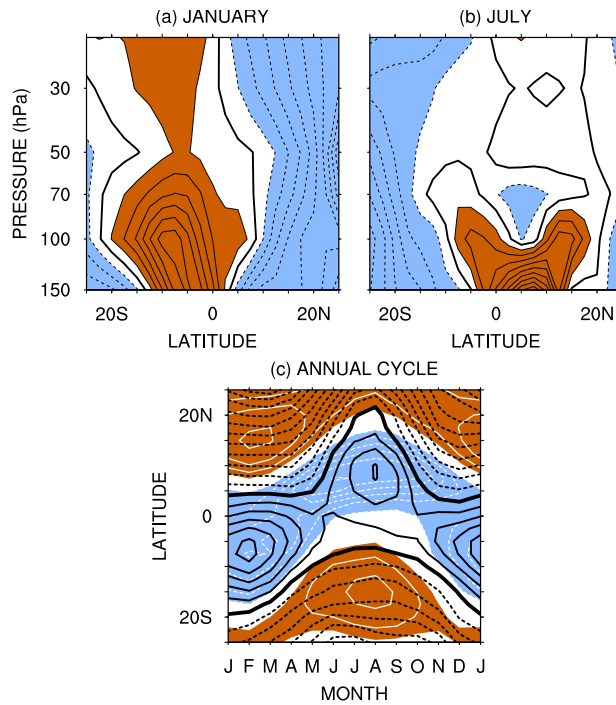 (a) JANUARY
(b) JULY
PRESSURE (hPa)
30
50
70
100
150
20S 0 20N
20S 0 20N
LATITUDE
LATITUDE
(c) ANNUAL CYCLE
LATITUDE
20N
0
20S
J F M A M J J A S O N D J
MONTH